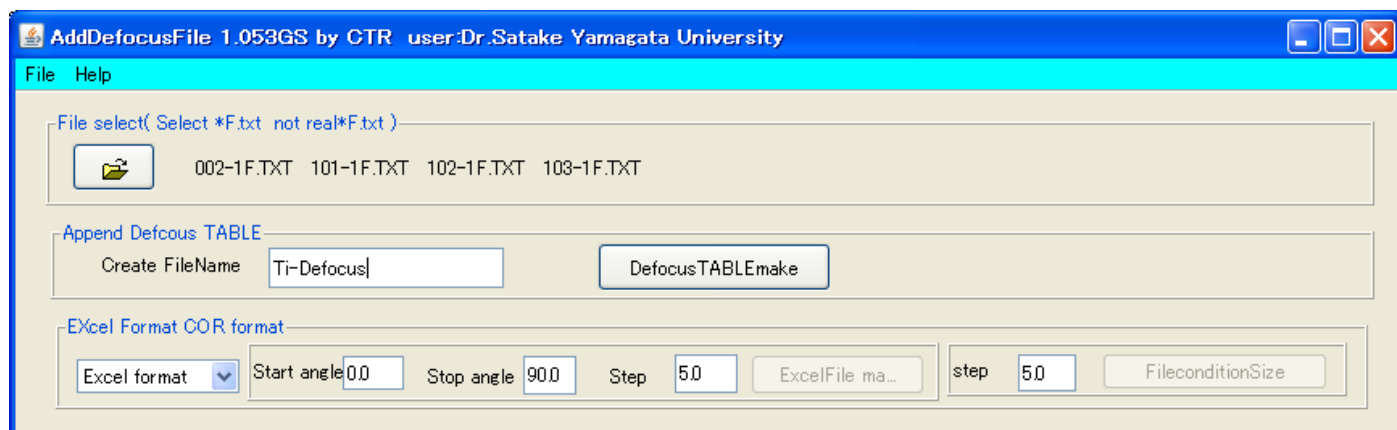 AddDefocusFile 1.053GS by CTR user:Dr.Satake Yamagata University
File Help
File select( Select *F.txt not real*F.txt )
002-1F.TXT 101-1F.TXT 102-1F.TXT 103-1F.TXT
Append Defcous TABLE
Create FileName Ti-Defocus DefocusTABLEmake
EXcel Format COR format
Excel format Start angle 0.0 Stop angle 90.0 Step 5.0 ExcelFile ma... step 5.0 FileconditionSize